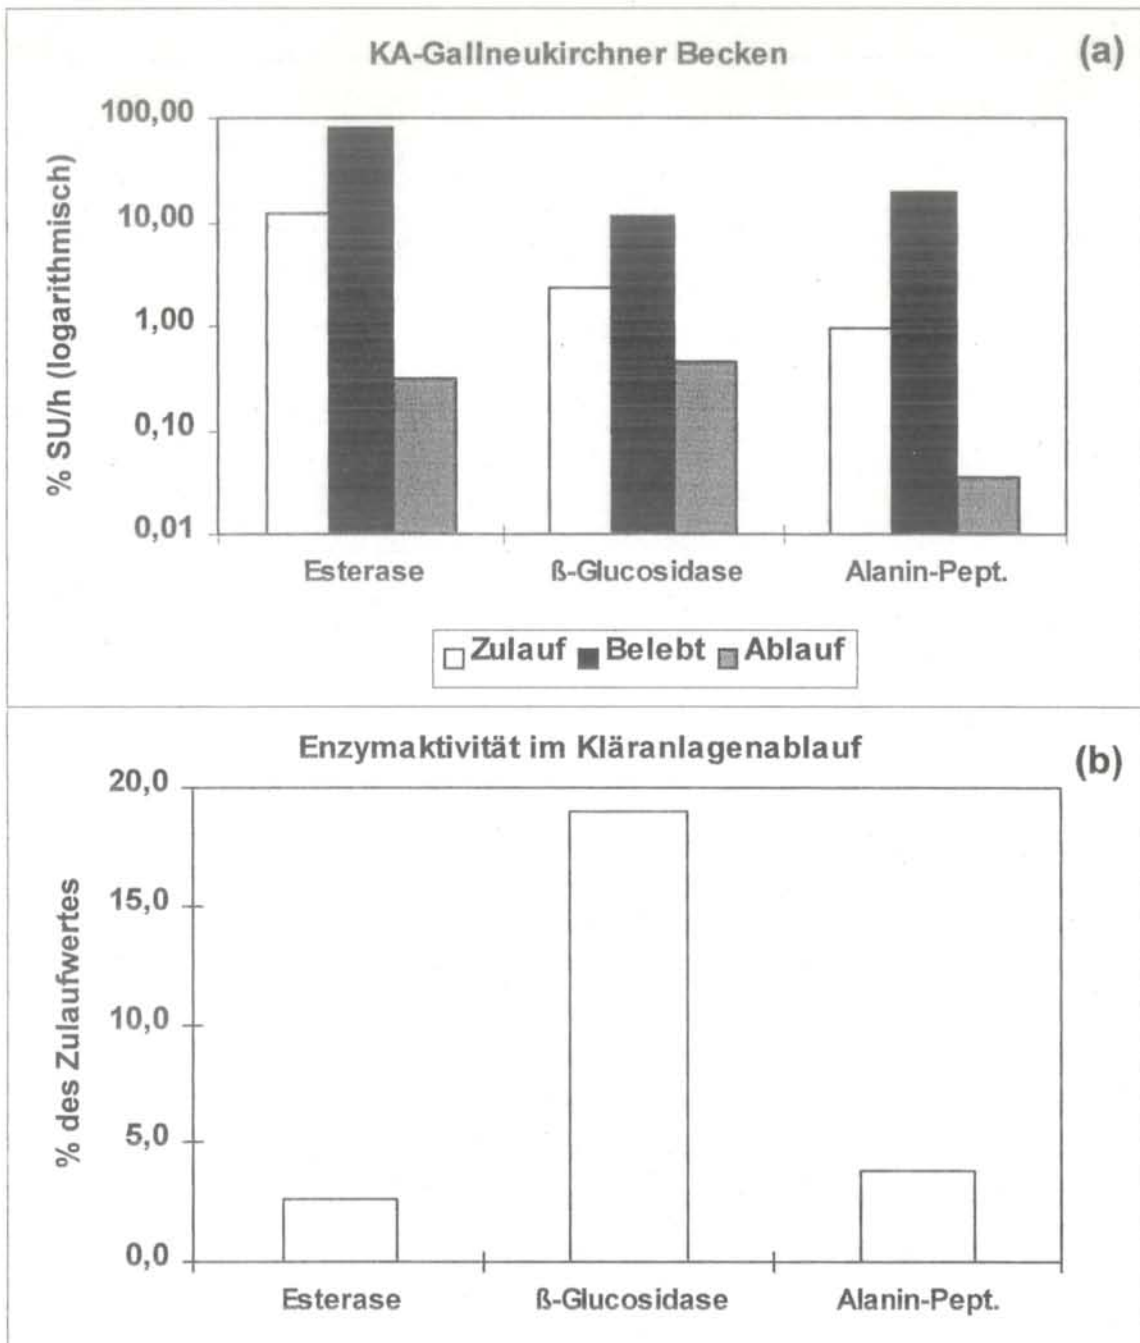 KA-Gallneukirchner Becken
(a)
% SU/h (logarithmisch)
100,00
10,00
1,00
0,10
0,01
Esterase ß-Glucosidase Alanin-Pept.
Zulauf Belebt Ablauf
Enzymaktivität im Kläranlagenablauf
(b)
% des Zulaufwertes
20,0
15,0
10,0
5,0
0,0
Esterase ß-Glucosidase Alanin-Pept.